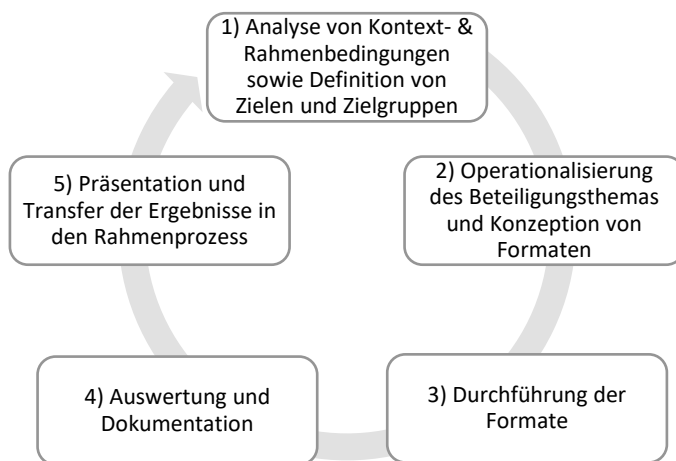 1) Analyse von Kontext- &
Rahmenbedingungen
sowie Definition von
Zielen und Zielgruppen
2) Operationalisierung
des Beteiligungsthemas
und Konzeption von
Formaten
3) Durchführung der
Formate
4) Auswertung und
Dokumentation
5) Präsentation und
Transfer der Ergebnisse in
den Rahmenprozess